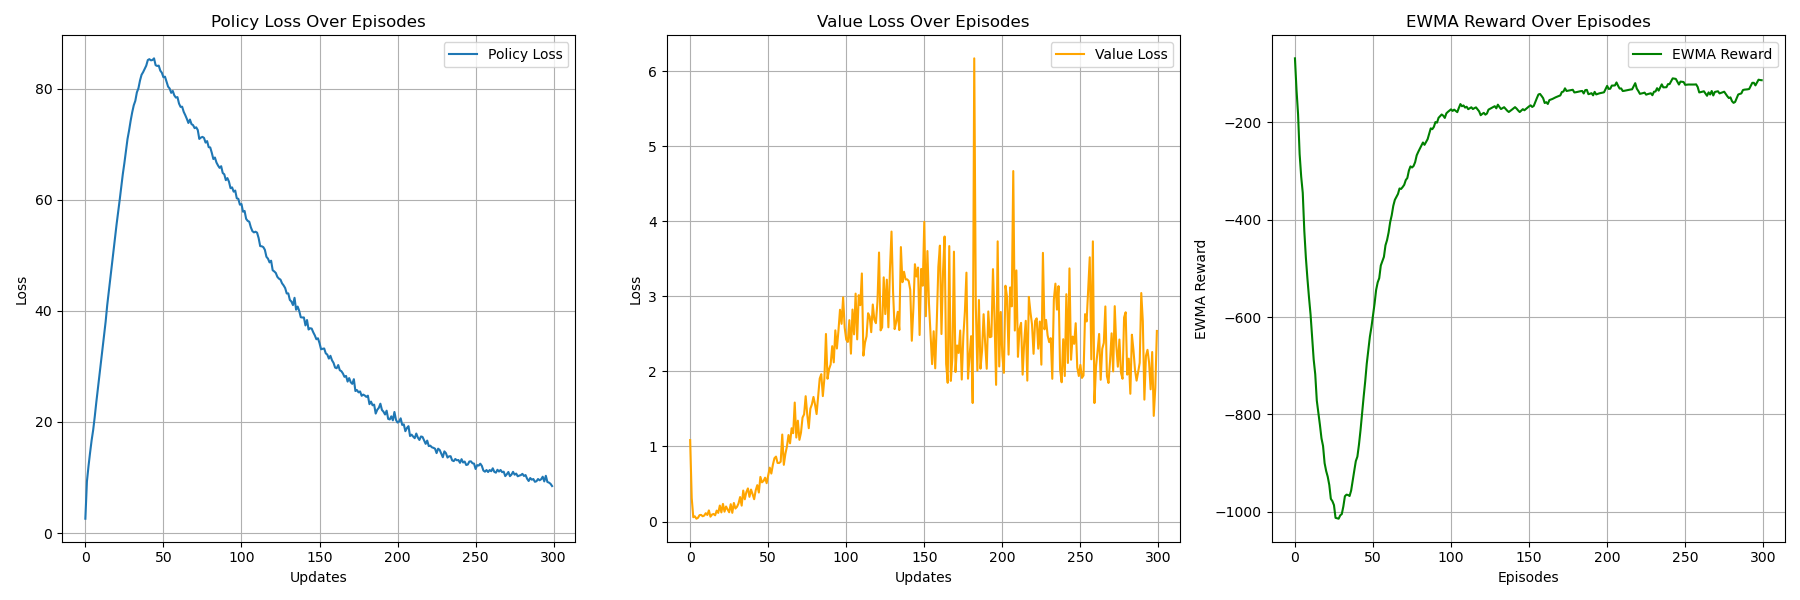 Policy Loss Over Episodes
Policy Loss
Loss
80
60
40
20
0
0 50 100 150 200 250 300
Updates
Value Loss Over Episodes
Value Loss
Loss
6
5
4
3
2
1
0
0 50 100 150 200 250 300
Updates
EWMA Reward Over Episodes
EWMA Reward
EWMA Reward
−200
−400
−600
−800
−1000
0 50 100 150 200 250 300
Episodes